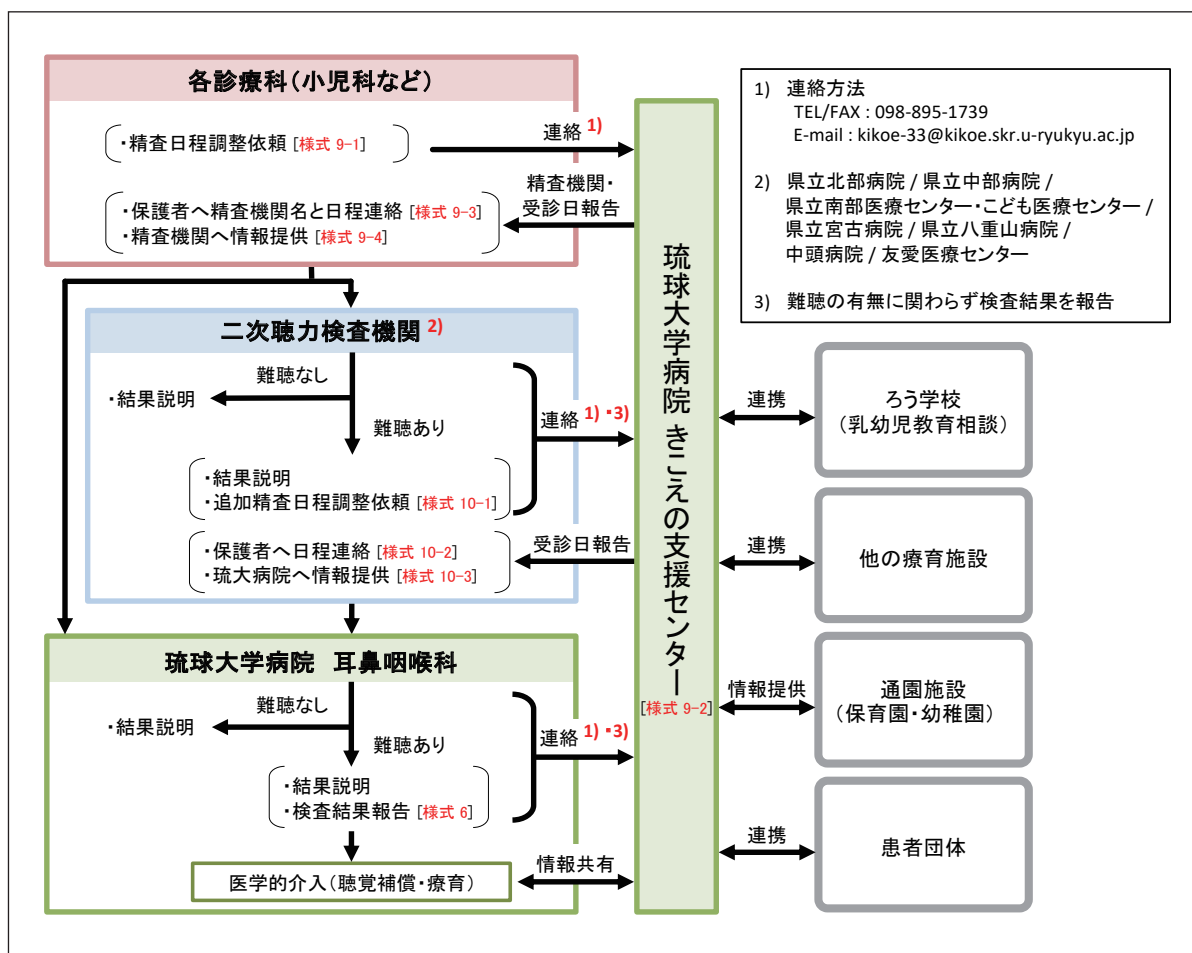 各診療科（小児科など）
・精査日程調整依頼 [様式 9-1]
連絡 1)
精査機関・
受診日報告
・保護者へ精査機関名と日程連絡 [様式 9-3]
・精査機関へ情報提供 [様式 9-4]
二次聴力検査機関 2)
難聴なし
・結果説明
難聴あり
連絡 1)・3)
・結果説明
・追加精査日程調整依頼 [様式 10-1]
受診日報告
・保護者へ日程連絡 [様式 10-2]
・琉大病院へ情報提供 [様式 10-3]
琉球大学病院　耳鼻咽喉科
難聴なし
・結果説明
難聴あり
連絡 1)・3)
・結果説明
・検査結果報告 [様式 6]
医学的介入（聴覚補償・療育）
情報共有
琉球大学病院 きこえの支援センター
[様式 9-2]
1) 連絡方法
TEL/FAX : 098-895-1739
E-mail : kikoe-33@kikoe.skr.u-ryukyu.ac.jp
2) 県立北部病院 / 県立中部病院 /
県立南部医療センター・こども医療センター /
県立宮古病院 / 県立八重山病院 /
中頭病院 / 友愛医療センター
3) 難聴の有無に関わらず検査結果を報告
連携
ろう学校
（乳幼児教育相談）
連携
他の療育施設
情報提供
通園施設
（保育園・幼稚園）
連携
患者団体